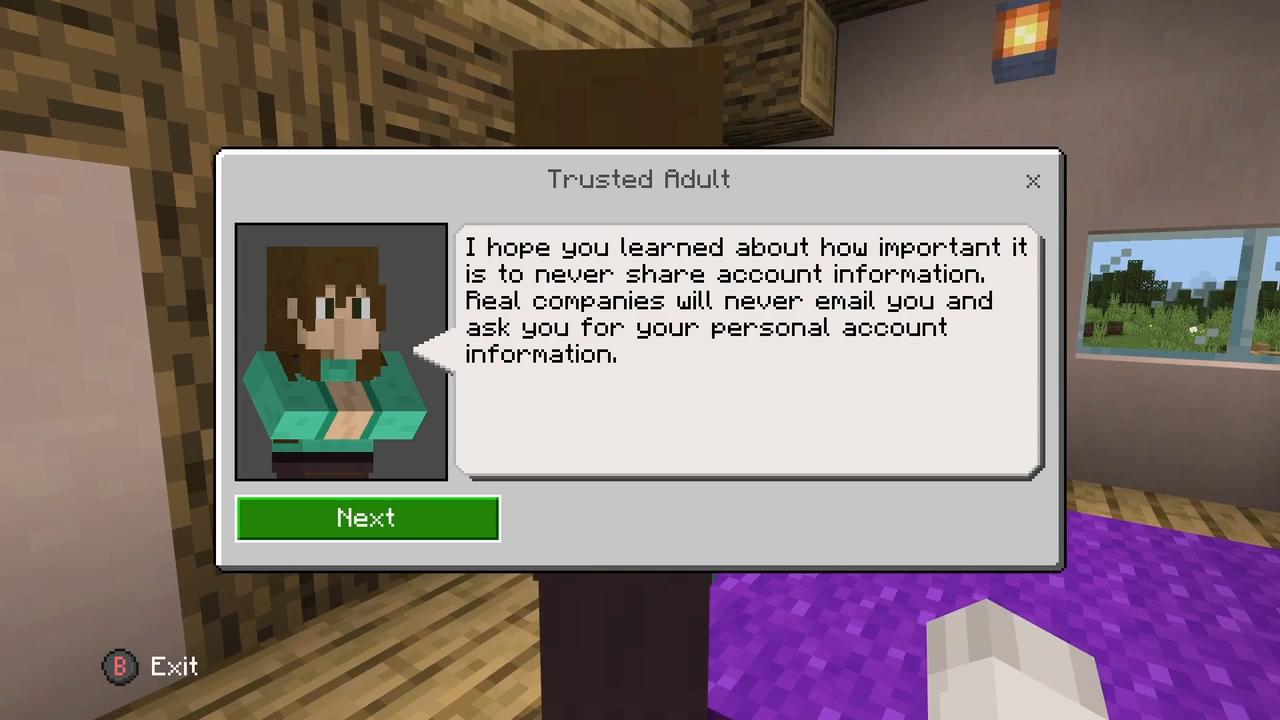 Trusted Adult
x
I hope you learned about how important it
is to never share account information.
Real companies will never email you and
ask you for your personal account
information.
Next
B Exit